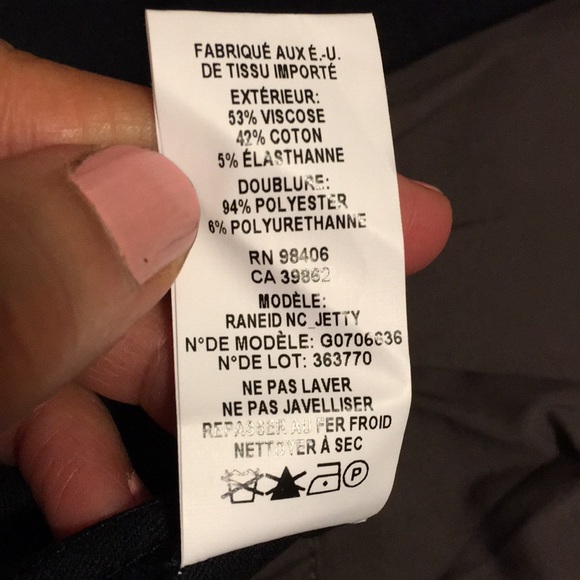 FABRIQUÉ AUX É.-U.
DE TISSU IMPORTÉ
EXTÉRIEUR:
53% VISCOSE
42% COTON
5% ÉLASTHANNE
DOUBLURE:
94% POLYESTER
6% POLYURETHANNE
RN 98406
CA 39862
MODÈLE:
RANEID NC_JETTY
N°DE MODÈLE: G0706636
N°DE LOT: 363770
NE PAS LAVER
NE PAS JAVELLISER
REPASSER AU FER FROID
NETTOYER À SEC
P